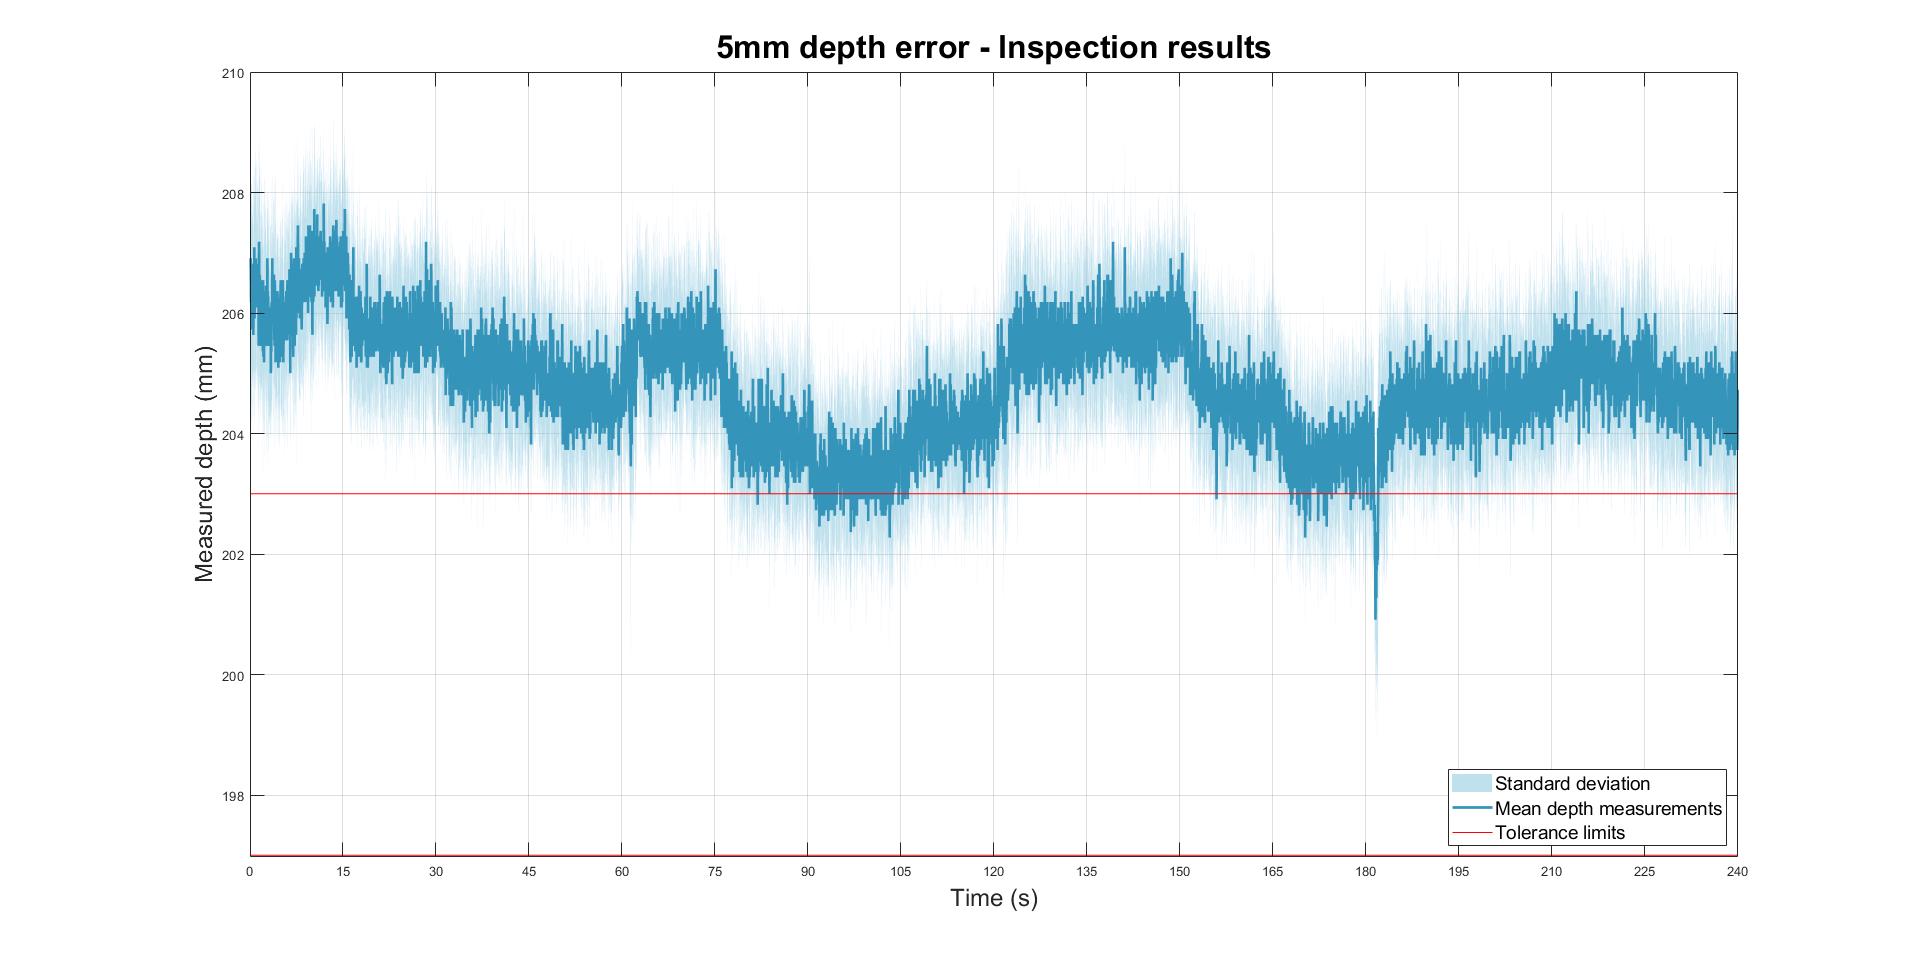 5mm depth error - Inspection results
Measured depth (mm)
210
208
206
204
202
200
198
0 15 30 45 60 75 90 105 120 135 150 165 180 195 210 225 240
Time (s)
Standard deviation
Mean depth measurements
Tolerance limits